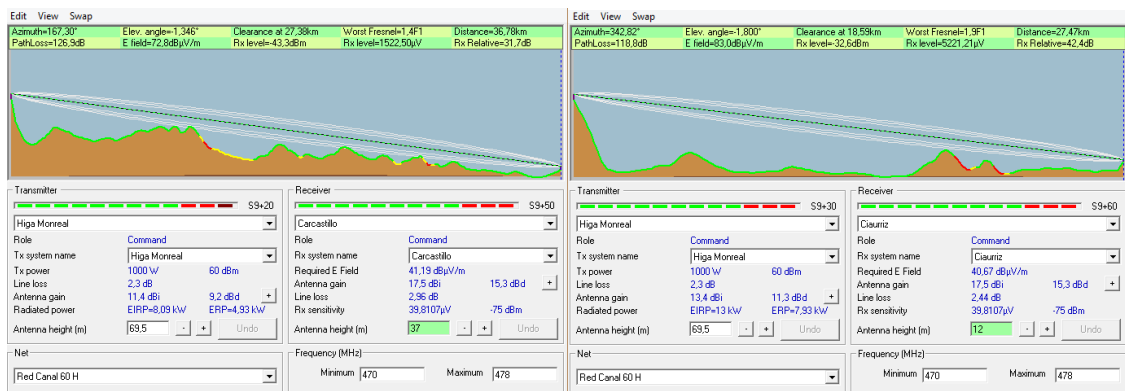 Edit View Swap
Azimuth=167,30° Elev. angle=-1,346° Clearance at 27,38km Worst Fresnel=1,4F1 Distance=36,78km
PathLoss=126,9dB E field=72,8dBµV/m Rx level=-43,3dBm Rx level=1522,50µV Rx Relative=31,7dB
Transmitter
S9+20
Higa Monreal
Role Command
Tx system name Higa Monreal
Tx power 1000 W 60 dBm
Line loss 2,3 dB
Antenna gain 11,4 dBi 9,2 dBd +
Radiated power EIRP=8,09 kW ERP=4,93 kW
Antenna height (m) 69,5 - + Undo
Net
Red Canal 60 H
Receiver
S9+50
Carcastillo
Role Command
Rx system name Carcastillo
Required E Field 41,19 dBµV/m
Antenna gain 17,5 dBi 15,3 dBd +
Line loss 2,96 dB
Rx sensitivity 39,8107µV -75 dBm
Antenna height (m) 37 - + Undo
Frequency (MHz)
Minimum 470 Maximum 478
Edit View Swap
Azimuth=342,82° Elev. angle=-1,800° Clearance at 18,59km Worst Fresnel=1,9F1 Distance=27,47km
PathLoss=118,8dB E field=83,0dBµV/m Rx level=-32,6dBm Rx level=5221,21µV Rx Relative=42,4dB
Transmitter
S9+30
Higa Monreal
Role Command
Tx system name Higa Monreal
Tx power 1000 W 60 dBm
Line loss 2,3 dB
Antenna gain 13,4 dBi 11,3 dBd +
Radiated power EIRP=13 kW ERP=7,93 kW
Antenna height (m) 69,5 - + Undo
Net
Red Canal 60 H
Receiver
S9+60
Ciaurriz
Role Command
Rx system name Ciaurriz
Required E Field 40,67 dBµV/m
Antenna gain 17,5 dBi 15,3 dBd +
Line loss 2,44 dB
Rx sensitivity 39,8107µV -75 dBm
Antenna height (m) 12 - + Undo
Frequency (MHz)
Minimum 470 Maximum 478